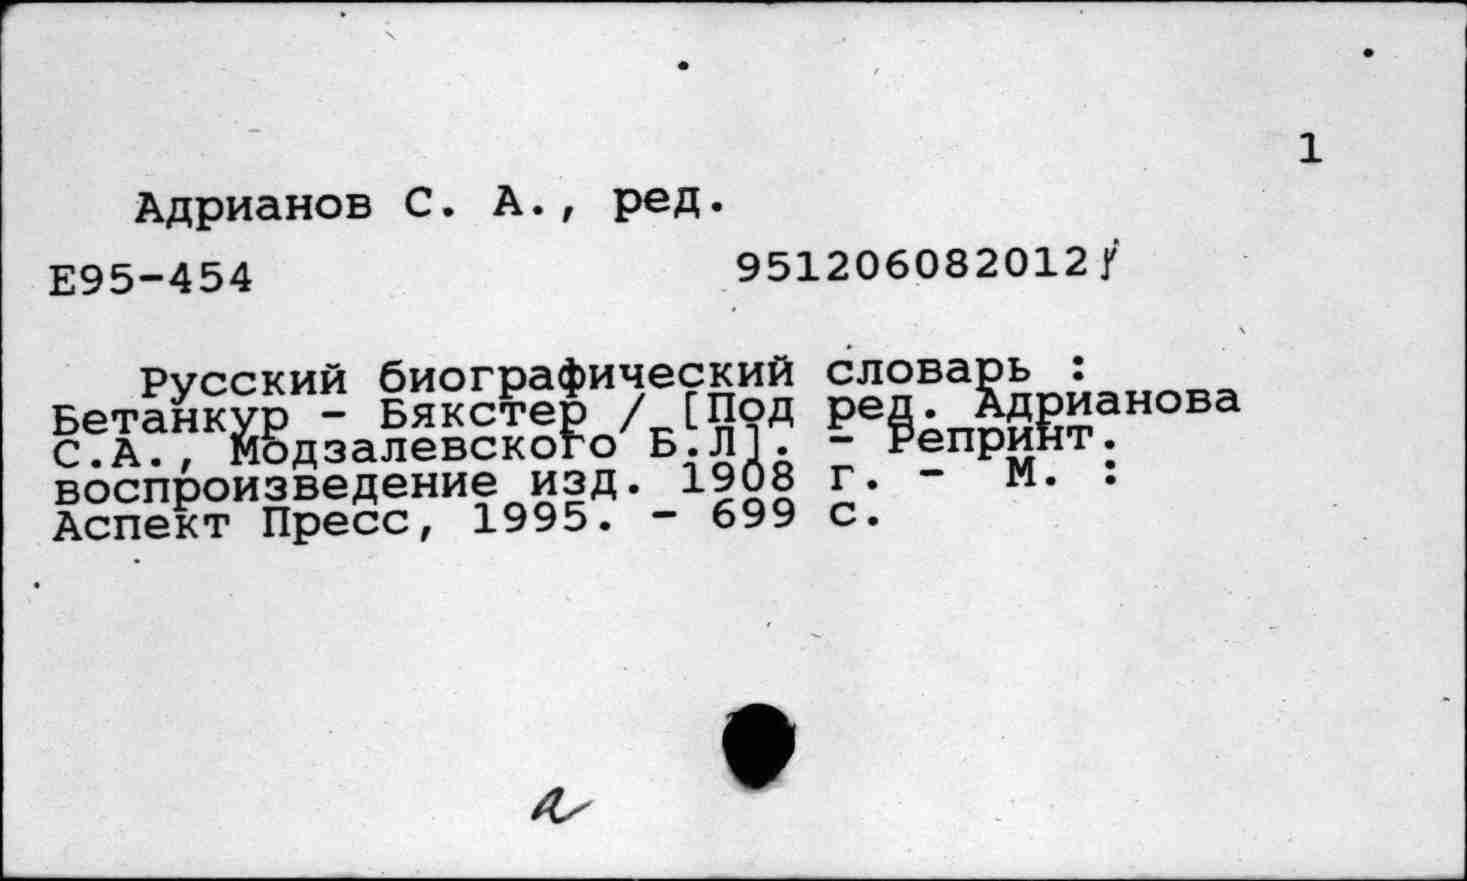 1
Адрианов С. А., ред.
Е95-454 951206082012
Русский биографический словарь :
Бетанкур - Бякстер / [Под ред. Адрианова
С.А., Модзалевского Б.Л]. - Репринт.
воспроизведение изд. 1908 г. - М. :
Аспект Пресс, 1995. - 699 с.